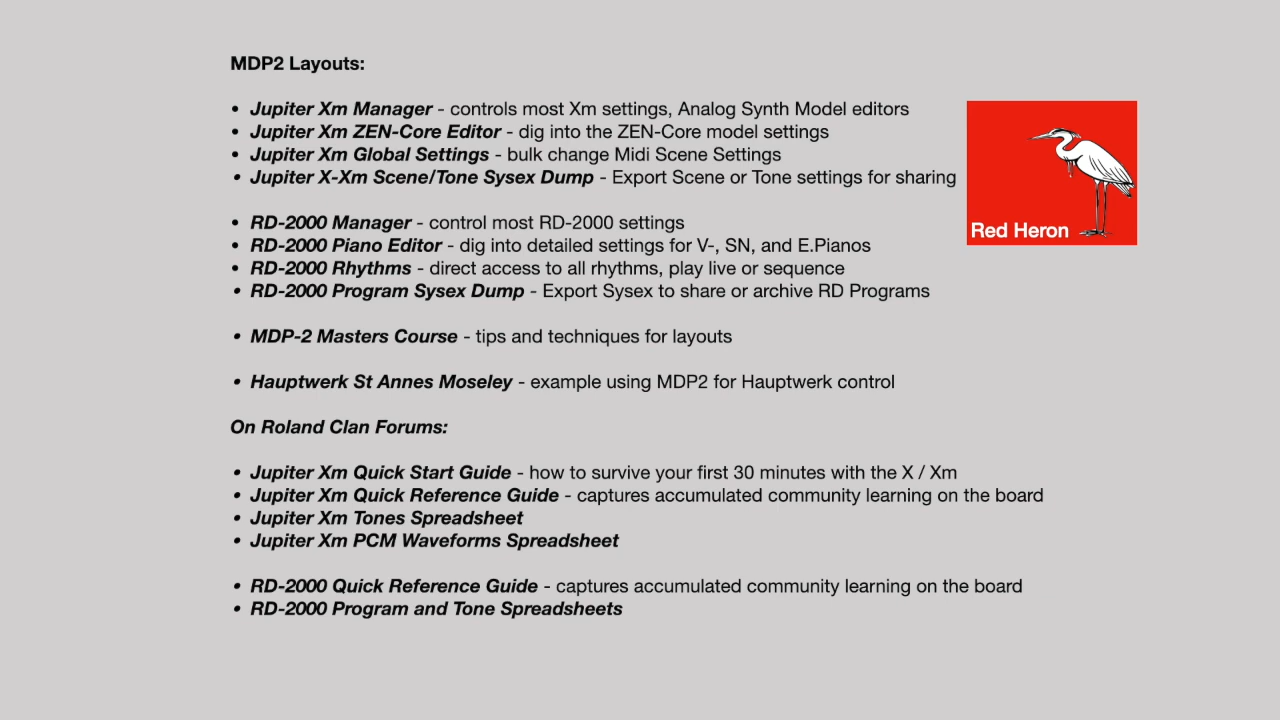 MDP2 Layouts:
• Jupiter Xm Manager - controls most Xm settings, Analog Synth Model editors
• Jupiter Xm ZEN-Core Editor - dig into the ZEN-Core model settings
• Jupiter Xm Global Settings - bulk change Midi Scene Settings
• Jupiter X-Xm Scene/Tone Sysex Dump - Export Scene or Tone settings for sharing
Red Heron
• RD-2000 Manager - control most RD-2000 settings
• RD-2000 Piano Editor - dig into detailed settings for V-, SN, and E.Pianos
• RD-2000 Rhythms - direct access to all rhythms, play live or sequence
• RD-2000 Program Sysex Dump - Export Sysex to share or archive RD Programs
• MDP-2 Masters Course - tips and techniques for layouts
• Hauptwerk St Annes Moseley - example using MDP2 for Hauptwerk control
On Roland Clan Forums:
• Jupiter Xm Quick Start Guide - how to survive your first 30 minutes with the X / Xm
• Jupiter Xm Quick Reference Guide - captures accumulated community learning on the board
• Jupiter Xm Tones Spreadsheet
• Jupiter Xm PCM Waveforms Spreadsheet
• RD-2000 Quick Reference Guide - captures accumulated community learning on the board
• RD-2000 Program and Tone Spreadsheets